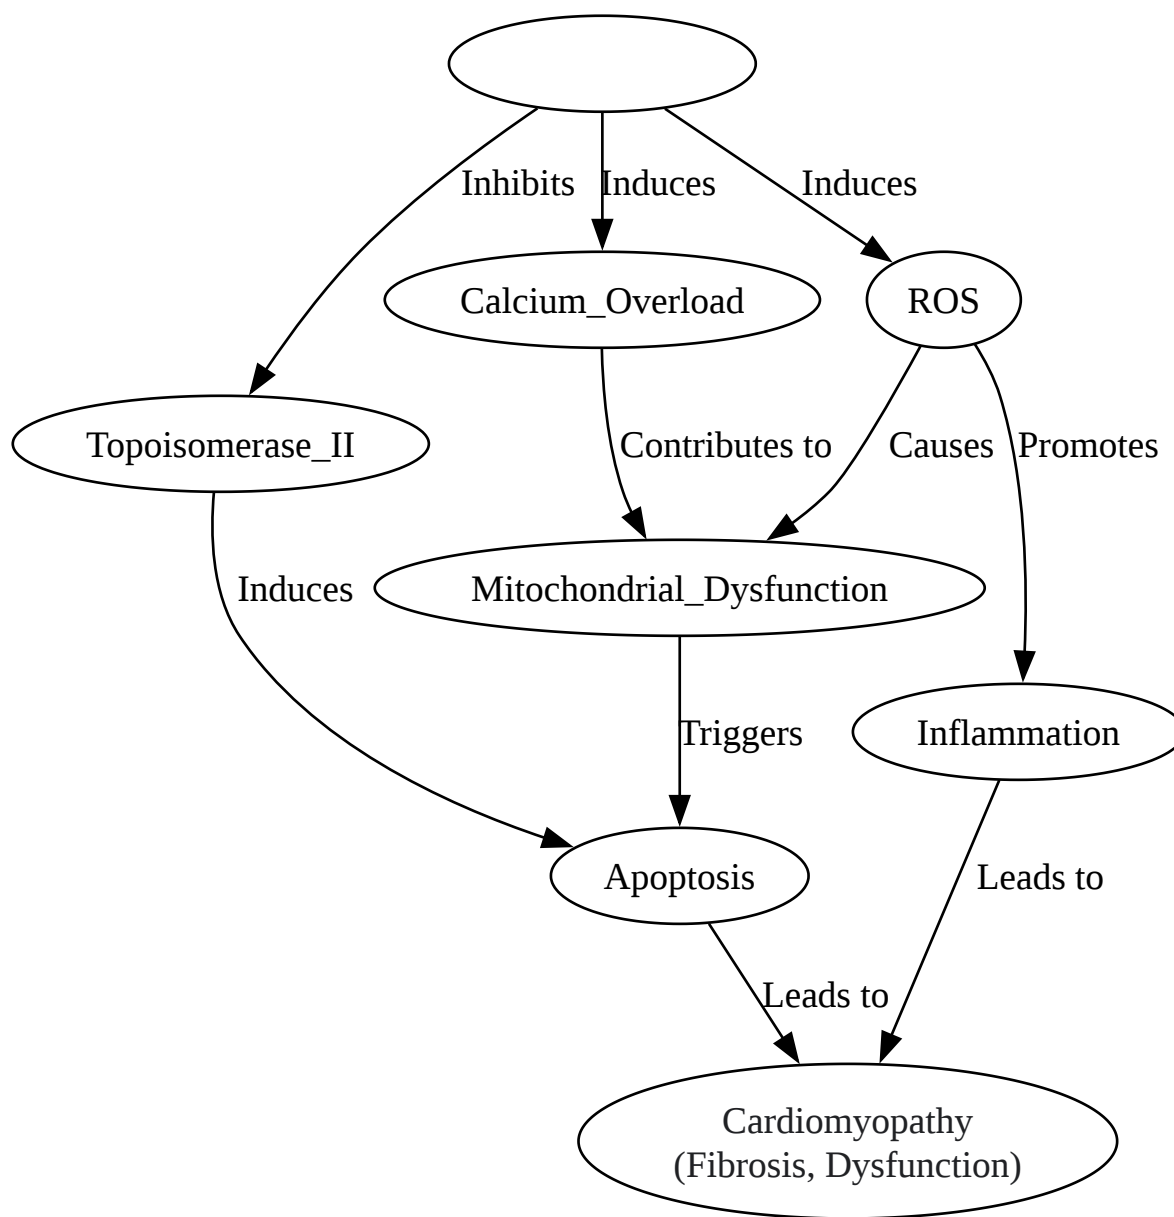 Inhibits
Induces
Induces
Calcium_Overload
ROS
Topoisomerase_II
Contributes to
Causes
Promotes
Induces
Mitochondrial_Dysfunction
Triggers
Inflammation
Apoptosis
Leads to
Leads to
Cardiomyopathy
(Fibrosis, Dysfunction)